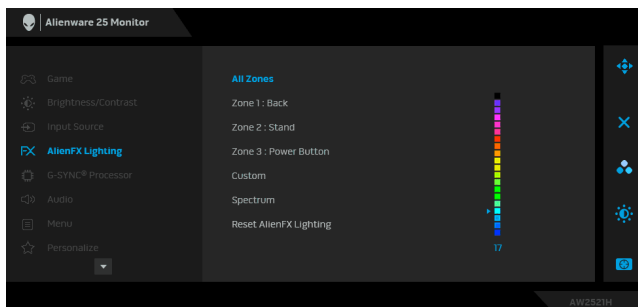 Alienware 25 Monitor
Game
Brightness/Contrast
Input Source
AlienFX Lighting
G-SYNC® Processor
Audio
Menu
Personalize
All Zones
Zone 1 : Back
Zone 2 : Stand
Zone 3 : Power Button
Custom
Spectrum
Reset AlienFX Lighting
17
AW2521H